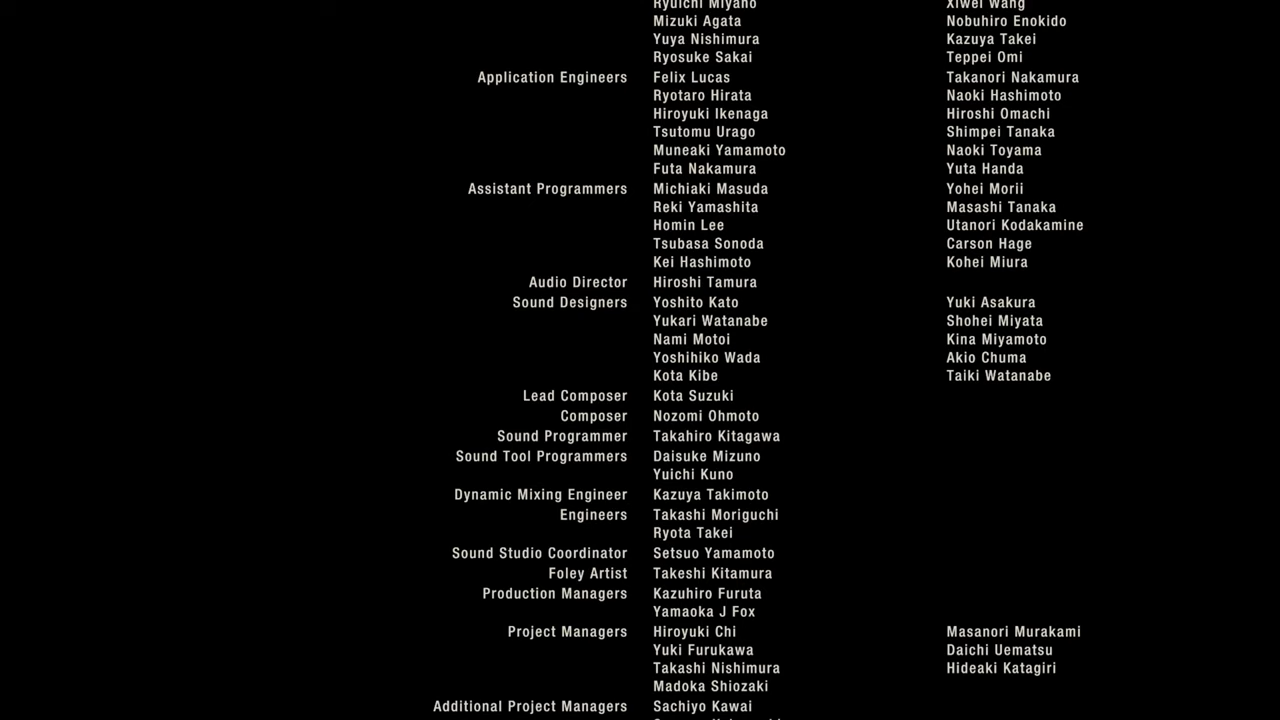 Ryuichi Miyano Xiwei Wang
Mizuki Agata Nobuhiro Enokido
Yuya Nishimura Kazuya Takei
Ryosuke Sakai Teppei Omi
Application Engineers Felix Lucas Takanori Nakamura
Ryotaro Hirata Naoki Hashimoto
Hiroyuki Ikenaga Hiroshi Omachi
Tsutomu Urago Shimpei Tanaka
Muneaki Yamamoto Naoki Toyama
Futa Nakamura Yuta Handa
Assistant Programmers Michiaki Masuda Yohei Morii
Reki Yamashita Masashi Tanaka
Homin Lee Utanori Kodakamine
Tsubasa Sonoda Carson Hage
Kei Hashimoto Kohei Miura
Audio Director Hiroshi Tamura
Sound Designers Yoshito Kato Yuki Asakura
Yukari Watanabe Shohei Miyata
Nami Motoi Kina Miyamoto
Yoshihiko Wada Akio Chuma
Kota Kibe Taiki Watanabe
Lead Composer Kota Suzuki
Composer Nozomi Ohmoto
Sound Programmer Takahiro Kitagawa
Sound Tool Programmers Daisuke Mizuno
Yuichi Kuno
Dynamic Mixing Engineer Kazuya Takimoto
Engineers Takashi Moriguchi
Ryota Takei
Sound Studio Coordinator Setsuo Yamamoto
Foley Artist Takeshi Kitamura
Production Managers Kazuhiro Furuta
Yamaoka J Fox
Project Managers Hiroyuki Chi Masanori Murakami
Yuki Furukawa Daichi Uematsu
Takashi Nishimura Hideaki Katagiri
Madoka Shiozaki
Additional Project Managers Sachiyo Kawai